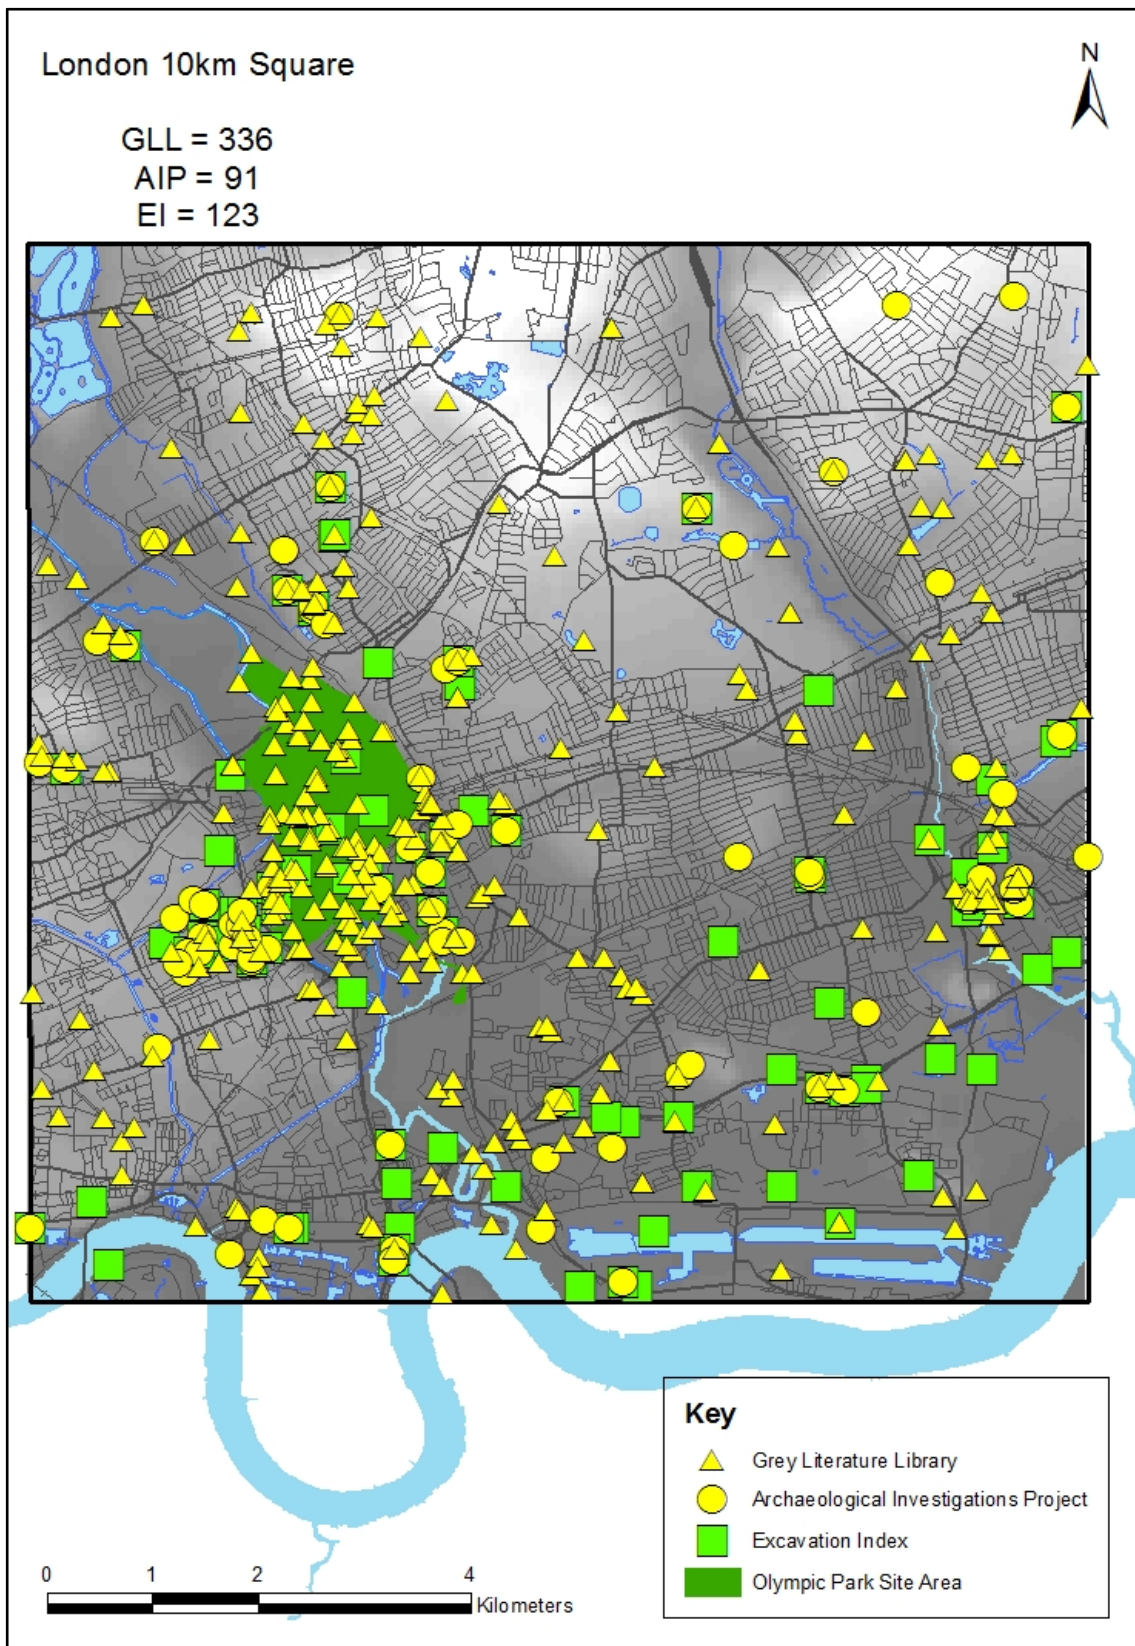 London 10km Square
N
GLL = 336
AIP = 91
EI = 123
Key
Grey Literature Library
Archaeological Investigations Project
Excavation Index
Olympic Park Site Area
0 1 2 4
Kilometers